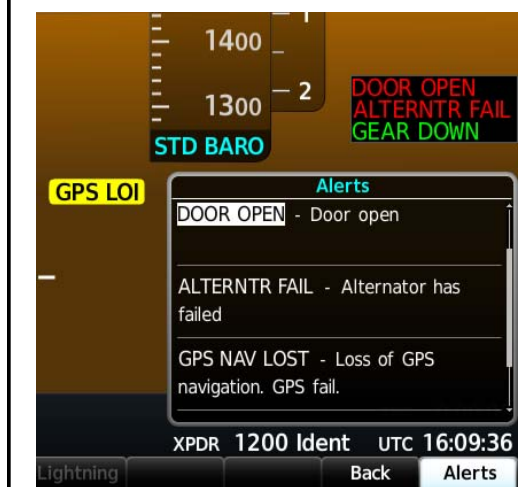 1
1400
2
1300
STD BARO
DOOR OPEN
ALTERNTR FAIL
GEAR DOWN
GPS LOI
Alerts
DOOR OPEN - Door open
ALTERNTR FAIL - Alternator has
failed
GPS NAV LOST - Loss of GPS
navigation. GPS fail.
XPDR 1200 Ident UTC 16:09:36
Lightning Back Alerts